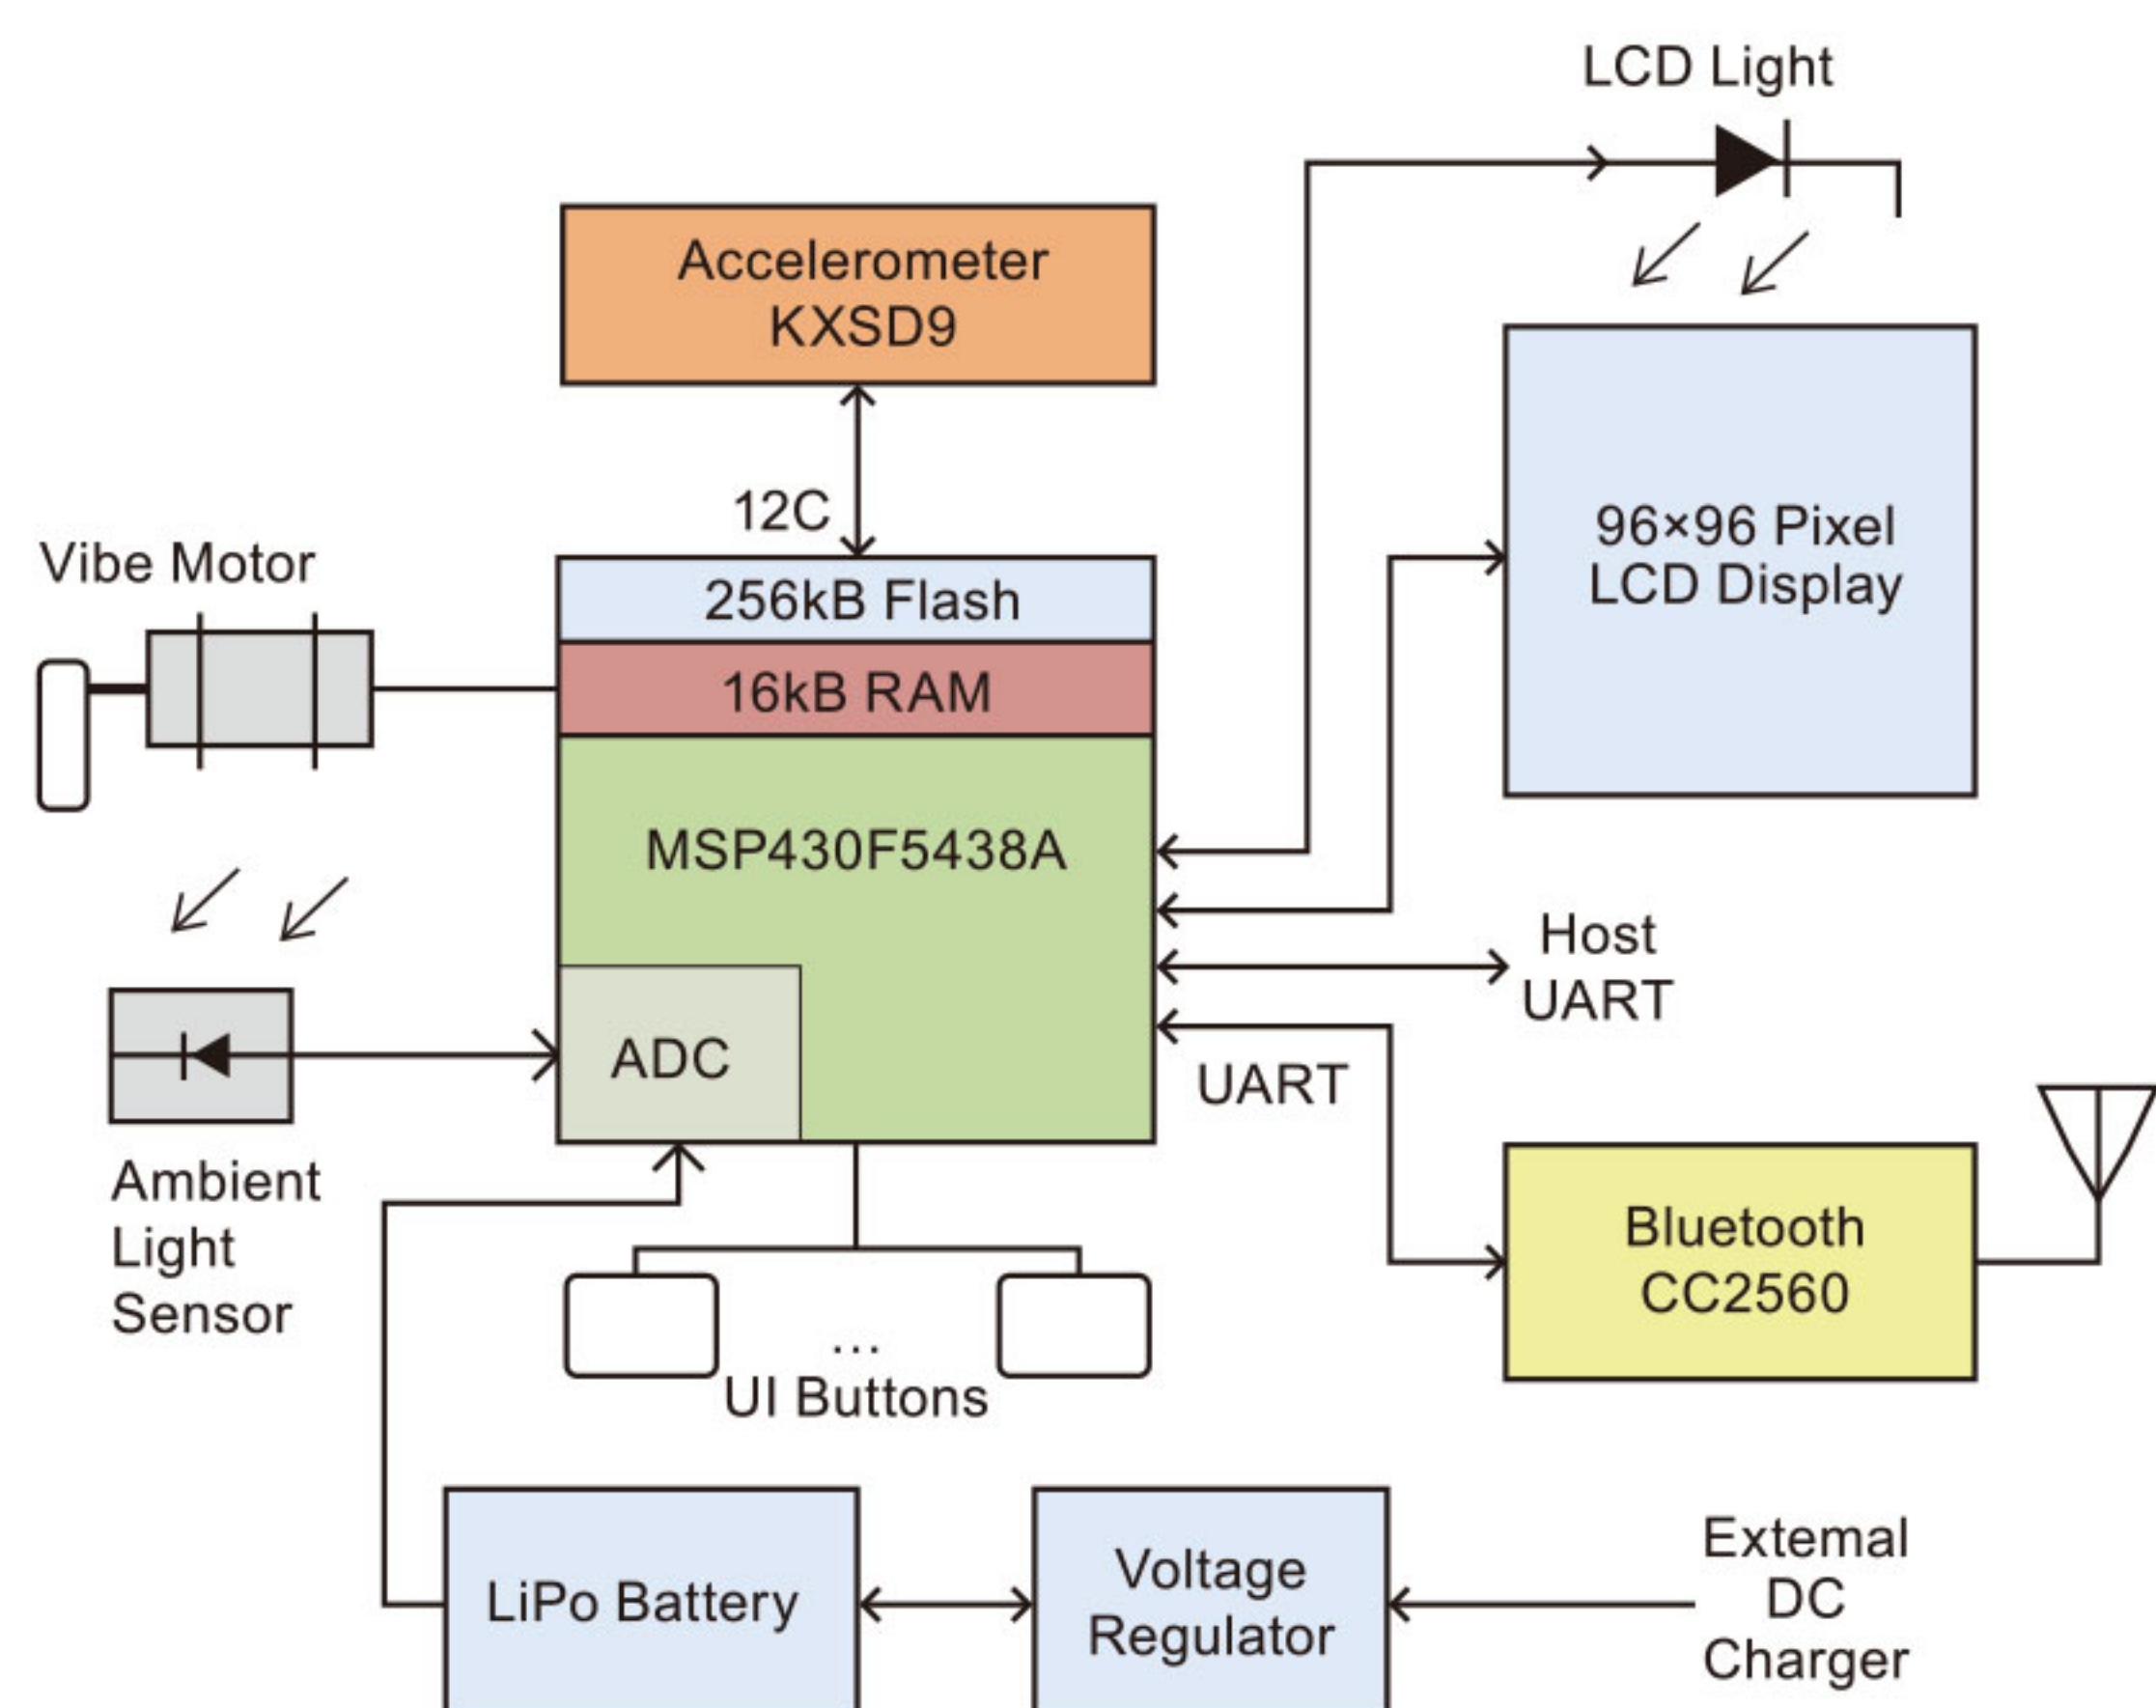 LCD Light
Accelerometer
KXSD9
12C
Vibe Motor
256kB Flash
16kB RAM
MSP430F5438A
ADC
96×96 Pixel
LCD Display
Host
UART
UART
Ambient
Light
Sensor
Bluetooth
CC2560
...
UI Buttons
LiPo Battery
Voltage
Regulator
Extemal
DC
Charger